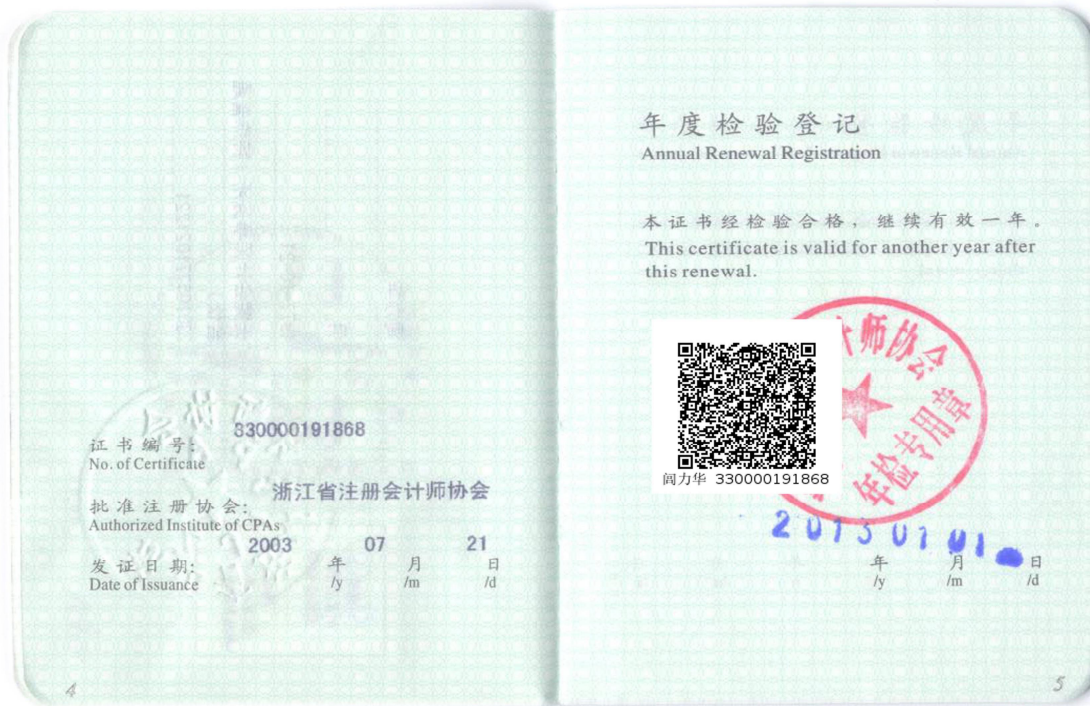 330000191868
证书编号:
No. of Certificate
浙江省注册会计师协会
批准注册协会:
Authorized Institute of CPAs
2003 07 21
发证日期: 年 月 日
Date of Issuance /y /m /d
4
年度检验登记
Annual Renewal Registration
本证书经检验合格，继续有效一年。
This certificate is valid for another year after
this renewal.
计师协会
年检专用章
闾力华 330000191868
年 月 日
/y /m /d
5